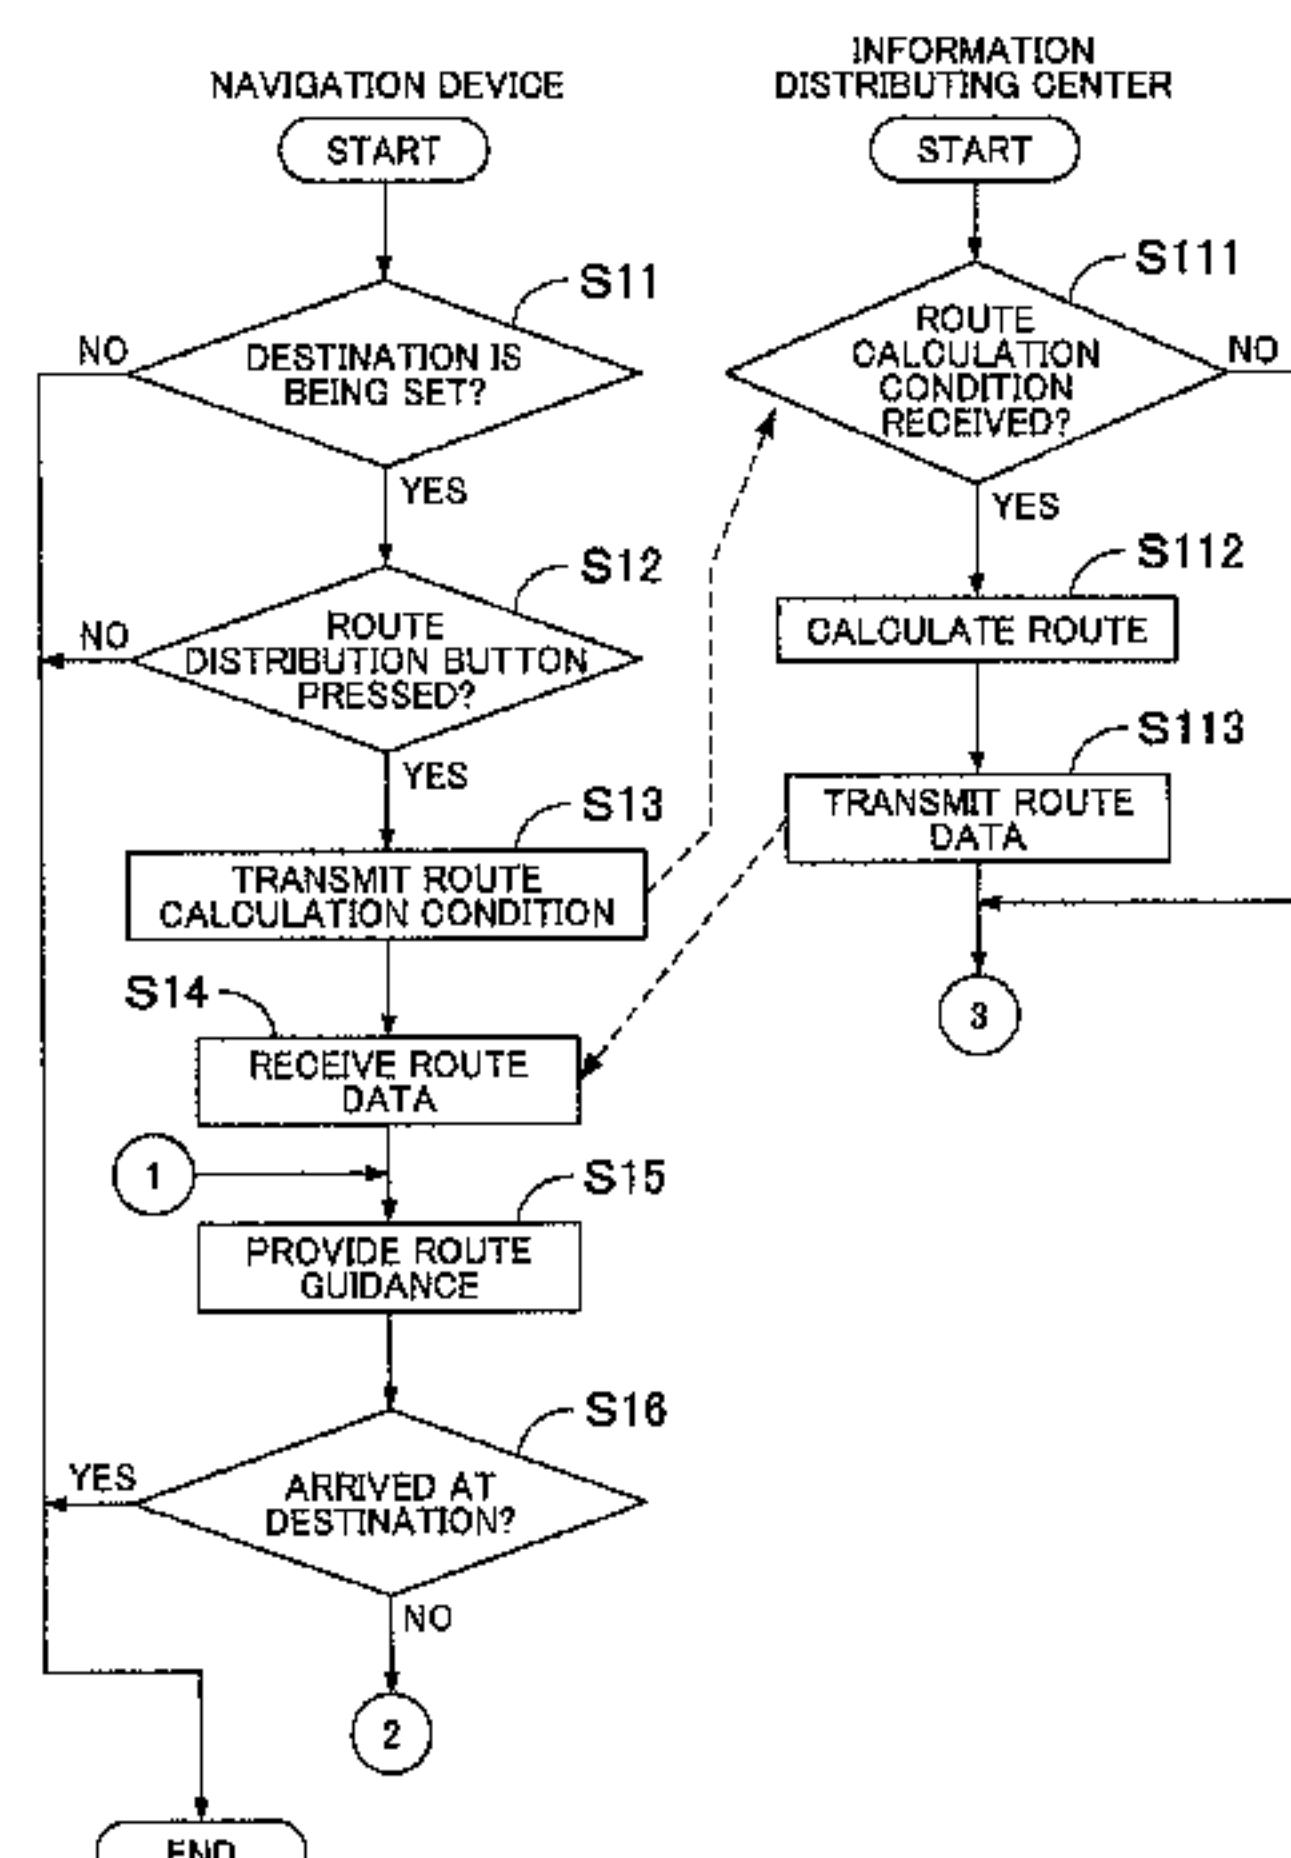 NAVIGATION DEVICE
START
S11
DESTINATION IS
BEING SET?
NO
YES
S12
ROUTE
DISTRIBUTION BUTTON
PRESSED?
NO
YES
S13
TRANSMIT ROUTE
CALCULATION CONDITION
S14
RECEIVE ROUTE
DATA
1
S15
PROVIDE ROUTE
GUIDANCE
S16
ARRIVED AT
DESTINATION?
YES
NO
2
END
INFORMATION
DISTRIBUTING CENTER
START
S111
ROUTE
CALCULATION
CONDITION
RECEIVED?
NO
YES
S112
CALCULATE ROUTE
S113
TRANSMIT ROUTE
DATA
3